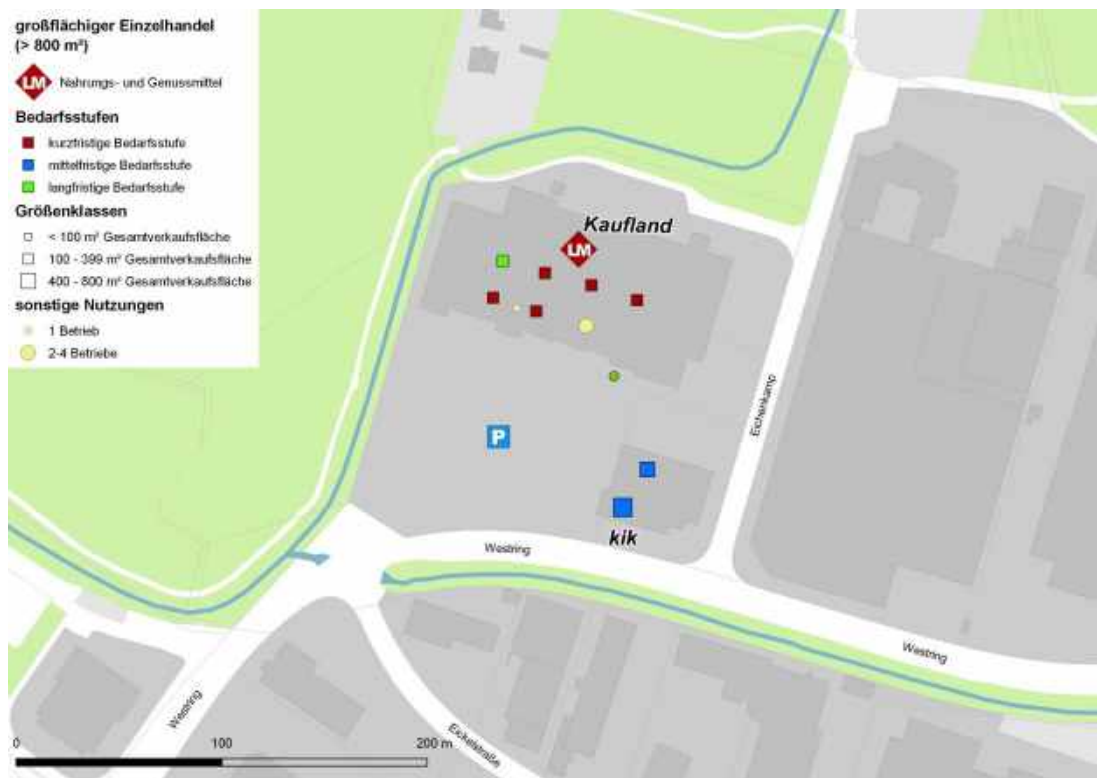 großflächiger Einzelhandel
(> 800 m²)
LM Nahrungs- und Genussmittel
Bedarfsstufen
kurzfristige Bedarfsstufe
mittelfristige Bedarfsstufe
langfristige Bedarfsstufe
Größenklassen
< 100 m² Gesamtverkaufsfläche
100 - 399 m² Gesamtverkaufsfläche
400 - 800 m² Gesamtverkaufsfläche
sonstige Nutzungen
1 Betrieb
2-4 Betriebe
Kaufland
LM
Eichenkamp
P
kik
Westring
Westring
Westring
Eickelstraße
0 100 200 m